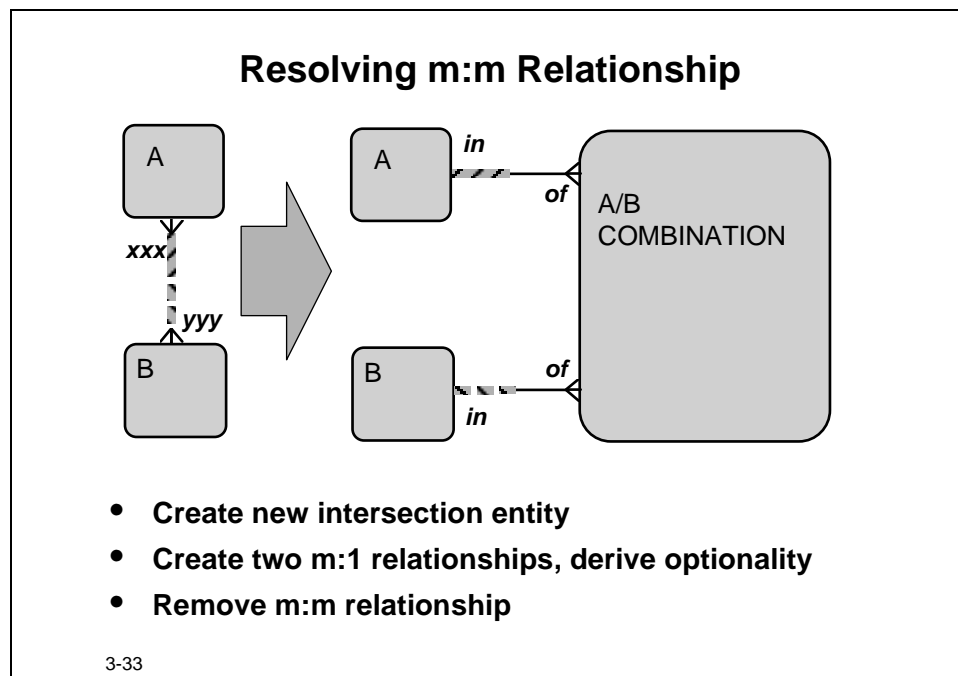 Resolving m:m Relationship
A
xxx
yyy
B
A
in
of
A/B
COMBINATION
B
in
of
• Create new intersection entity
• Create two m:1 relationships, derive optionality
• Remove m:m relationship
3-33